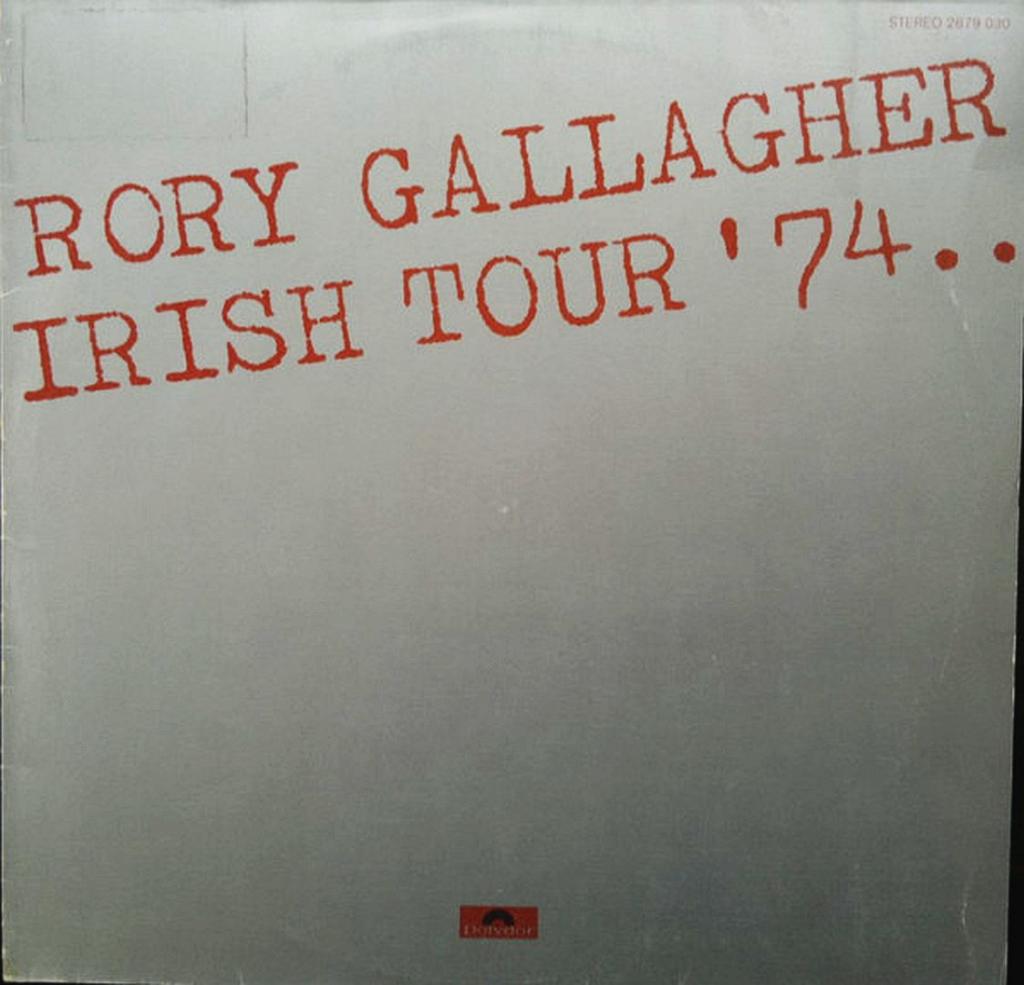 STEREO 2679 030
RORY GALLAGHER
IRISH TOUR '74..
Polydor